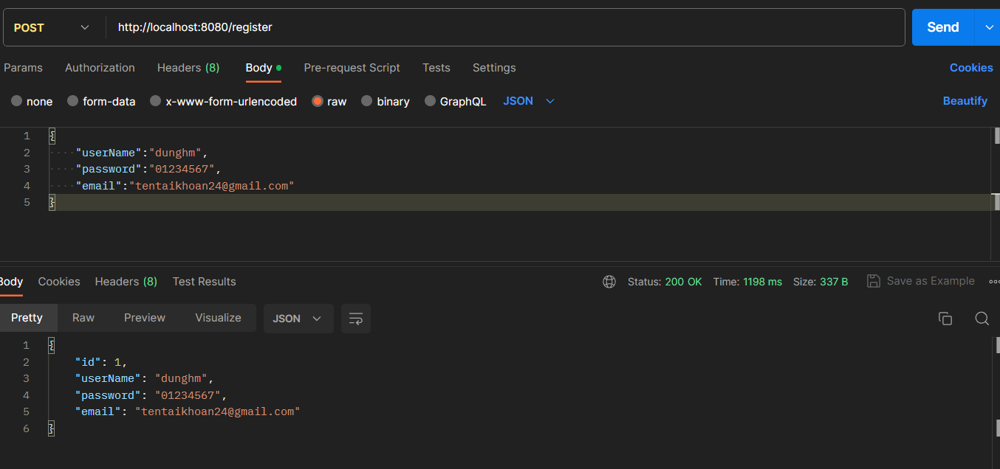 POST http://localhost:8080/register Send
Params Authorization Headers (8) Body Pre-request Script Tests Settings Cookies
none form-data x-www-form-urlencoded raw binary GraphQL JSON Beautify
1 {
2 "userName":"dunghm",
3 "password":"01234567",
4 "email":"tentaikhoan24@gmail.com"
5 }
Body Cookies Headers (8) Test Results Status: 200 OK Time: 1198 ms Size: 337 B Save as Example
Pretty Raw Preview Visualize JSON
1 {
2 "id": 1,
3 "userName": "dunghm",
4 "password": "01234567",
5 "email": "tentaikhoan24@gmail.com"
6 }